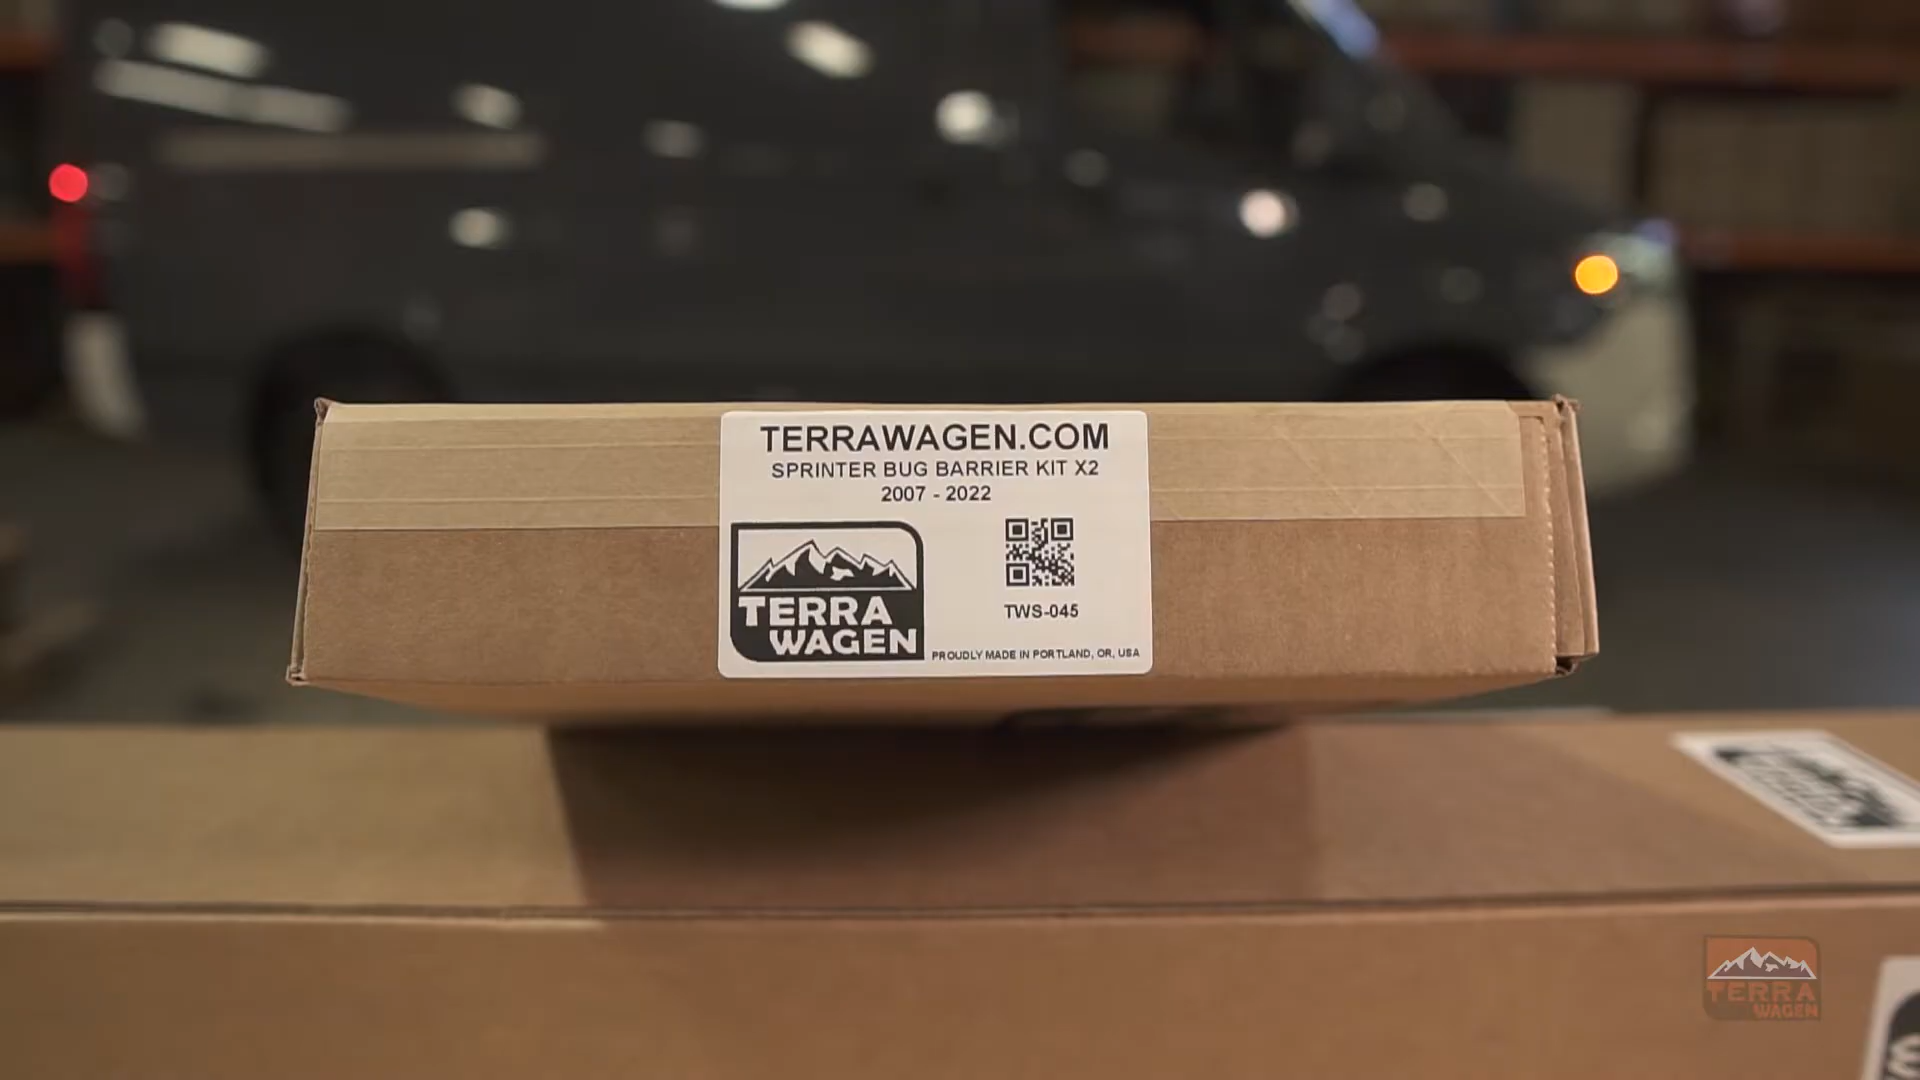 TERRAWAGEN.COM
SPRINTER BUG BARRIER KIT X2
2007 - 2022
TERRA
WAGEN
TWS-045
PROUDLY MADE IN PORTLAND, OR, USA
TERRA
WAGEN